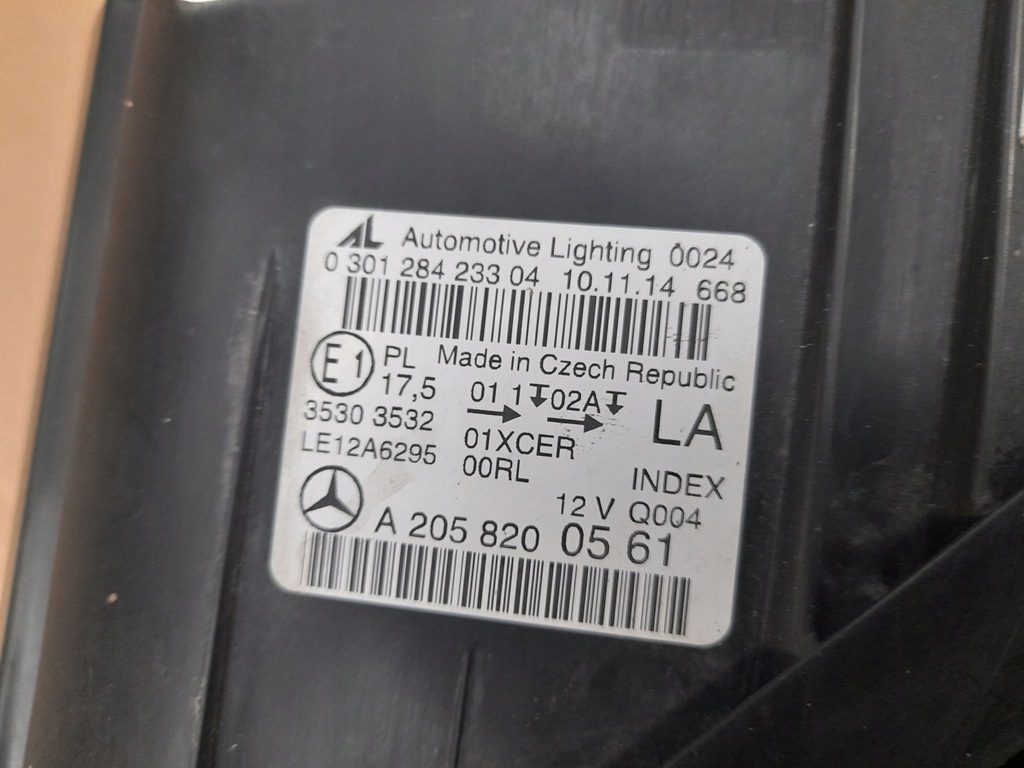 AL Automotive Lighting 0024
0 301 284 233 04 10.11.14 668
E1 PL Made in Czech Republic
17,5 01 1 02A LA
3530 3532
LE12A6295 01XCER
00RL INDEX
12 V Q004
A 205 820 05 61